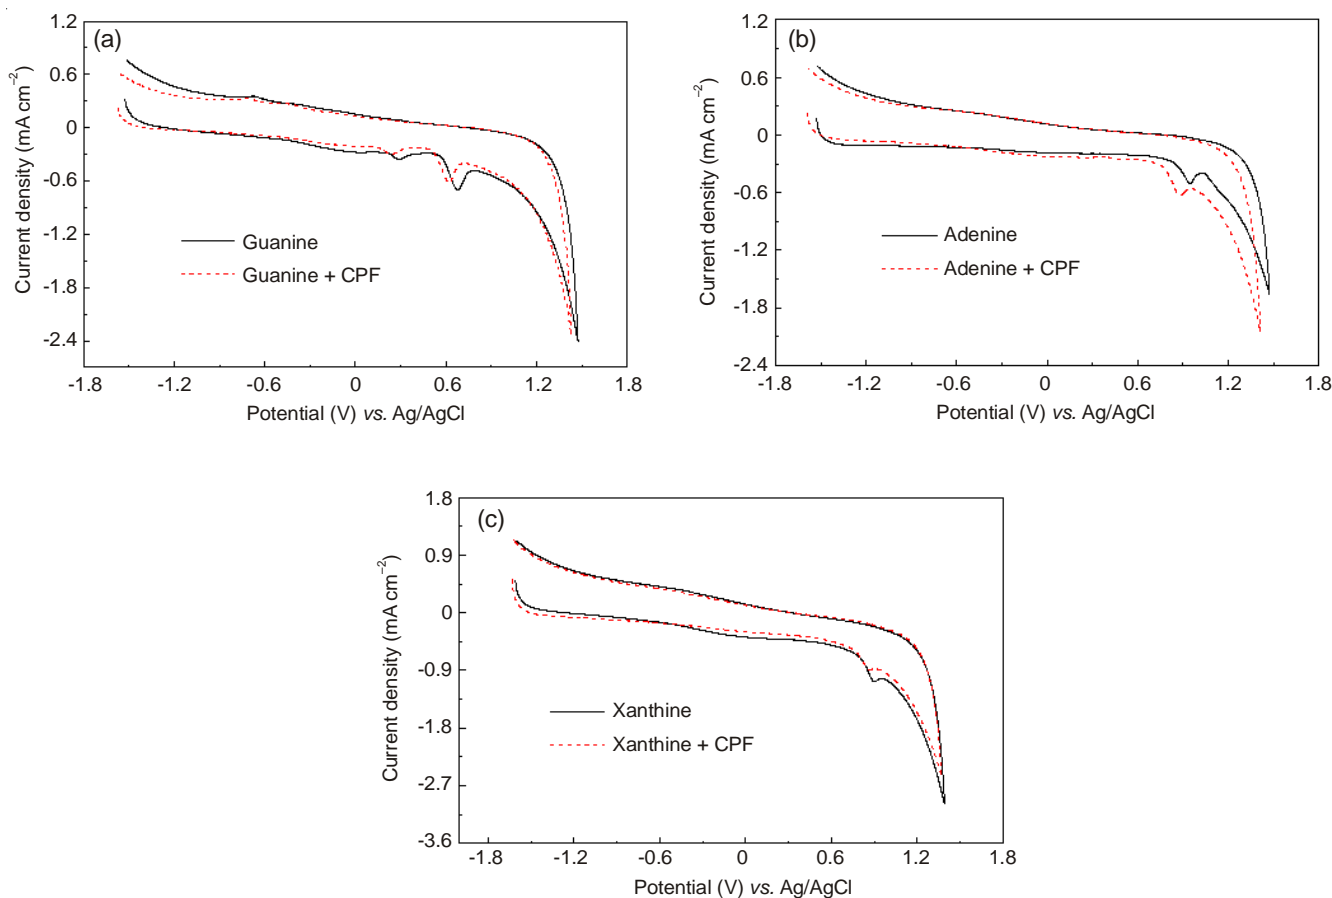 (a)
1.2
0.6
0
-0.6
-1.2
-1.8
-2.4
Current density (mA cm⁻²)
Guanine
Guanine + CPF
-1.8 -1.2 -0.6 0 0.6 1.2 1.8
Potential (V) vs. Ag/AgCl
(b)
1.2
0.6
0
-0.6
-1.2
-1.8
-2.4
Current density (mA cm⁻²)
Adenine
Adenine + CPF
-1.8 -1.2 -0.6 0 0.6 1.2 1.8
Potential (V) vs. Ag/AgCl
(c)
1.8
0.9
0
-0.9
-1.8
-2.7
-3.6
Current density (mA cm⁻²)
Xanthine
Xanthine + CPF
-1.8 -1.2 -0.6 0 0.6 1.2 1.8
Potential (V) vs. Ag/AgCl